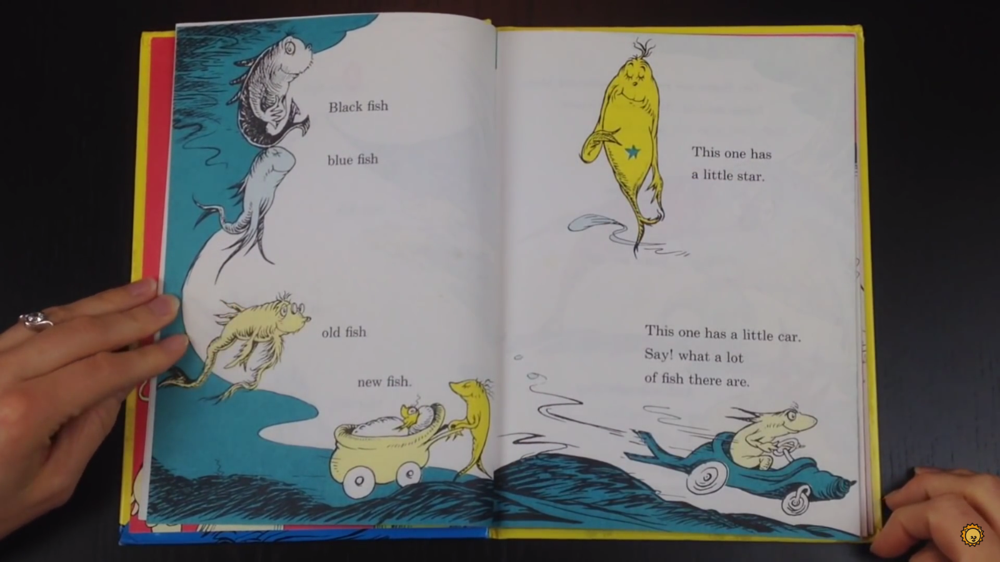 Black fish
blue fish
old fish
new fish.
This one has
a little star.
This one has a little car.
Say! what a lot
of fish there are.